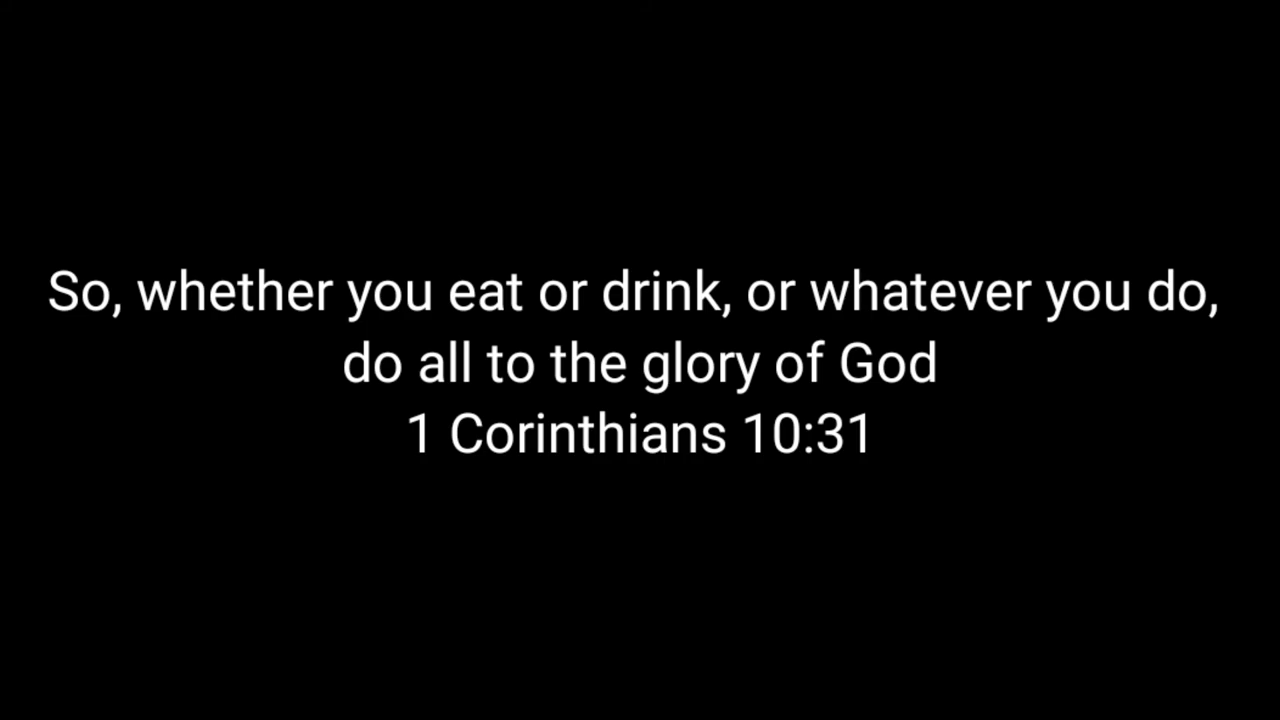 So, whether you eat or drink, or whatever you do,
do all to the glory of God
1 Corinthians 10:31